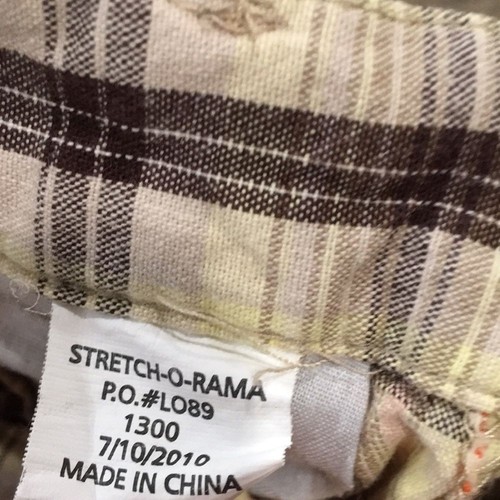 STRETCH-O-RAMA
P.O.#LO89
1300
7/10/2010
MADE IN CHINA